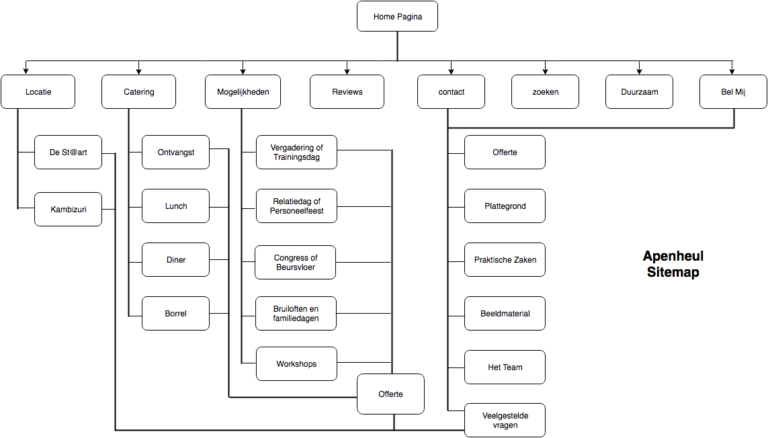 Home Pagina
Locatie
Catering
Mogelijkheden
Reviews
contact
zoeken
Duurzaam
Bel Mij
De St@art
Kambizuri
Ontvangst
Lunch
Diner
Borrel
Vergadering of
Trainingsdag
Relatiedag of
Personeelfeest
Congress of
Beursvloer
Bruiloften en
familiedagen
Workshops
Offerte
Offerte
Plattegrond
Praktische Zaken
Beeldmateriaal
Het Team
Veelgestelde
vragen
Apenheul
Sitemap